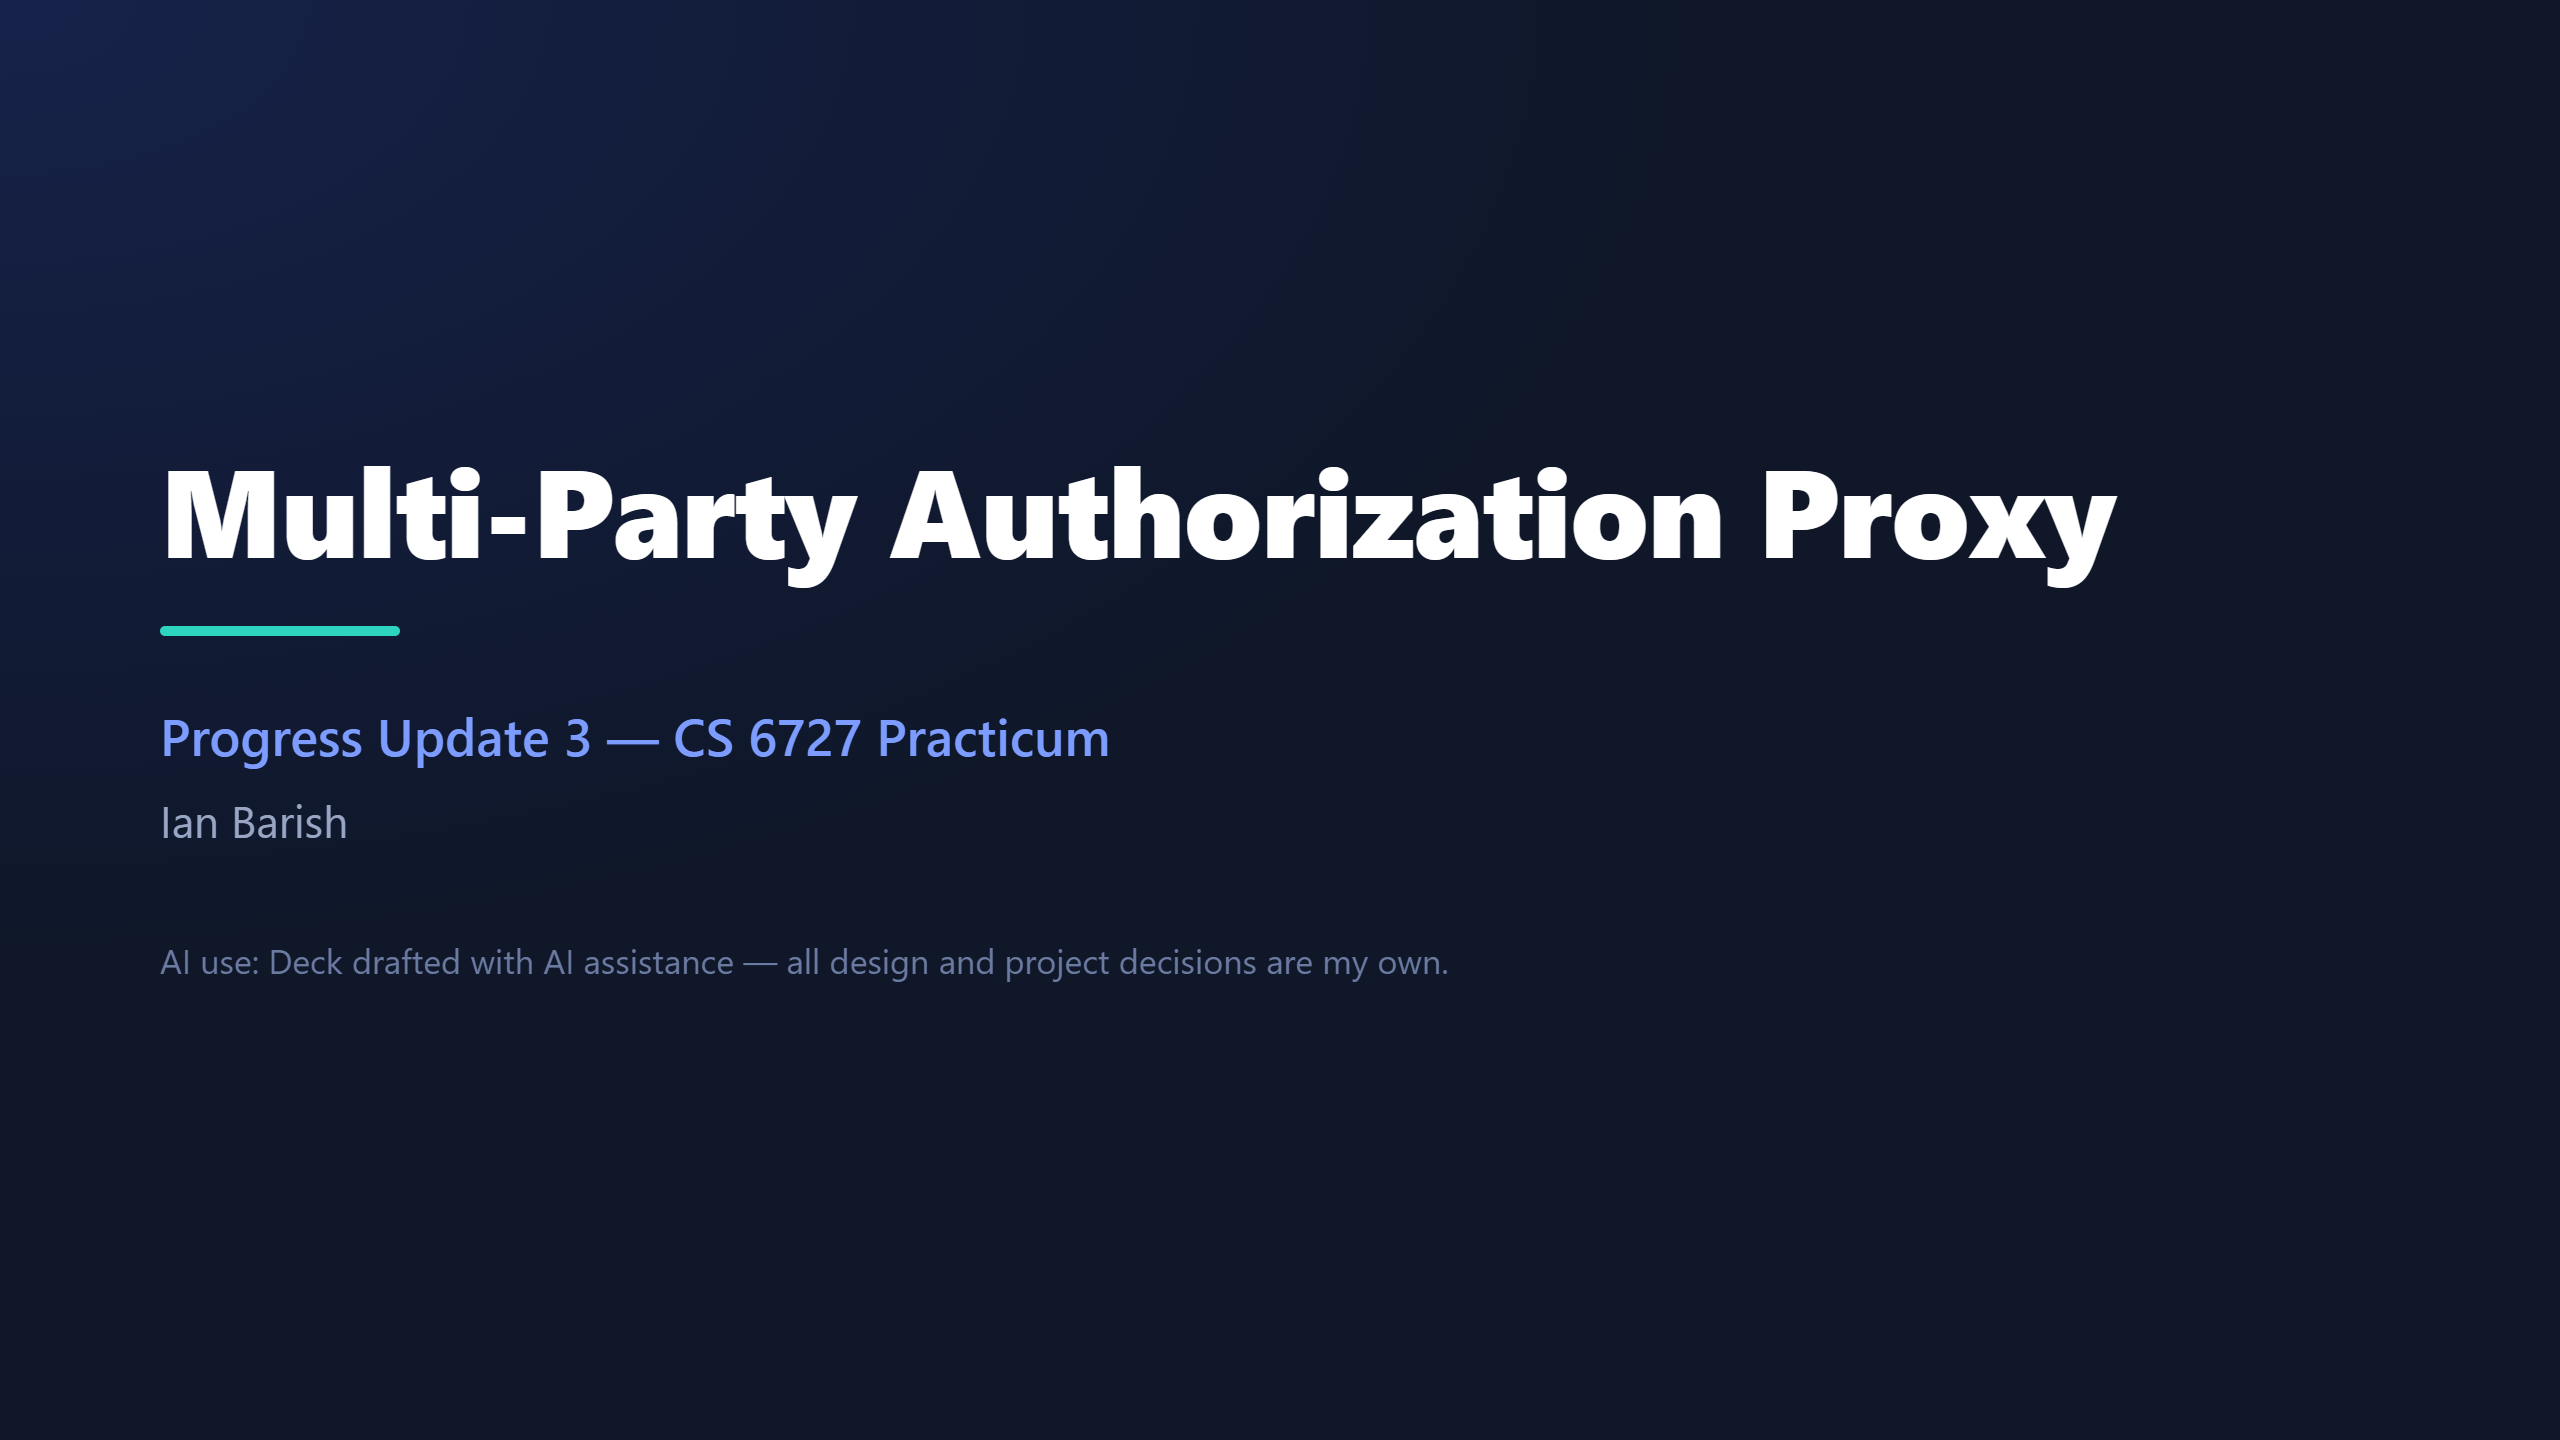 Multi-Party Authorization Proxy
Progress Update 3 — CS 6727 Practicum
Ian Barish
AI use: Deck drafted with AI assistance — all design and project decisions are my own.